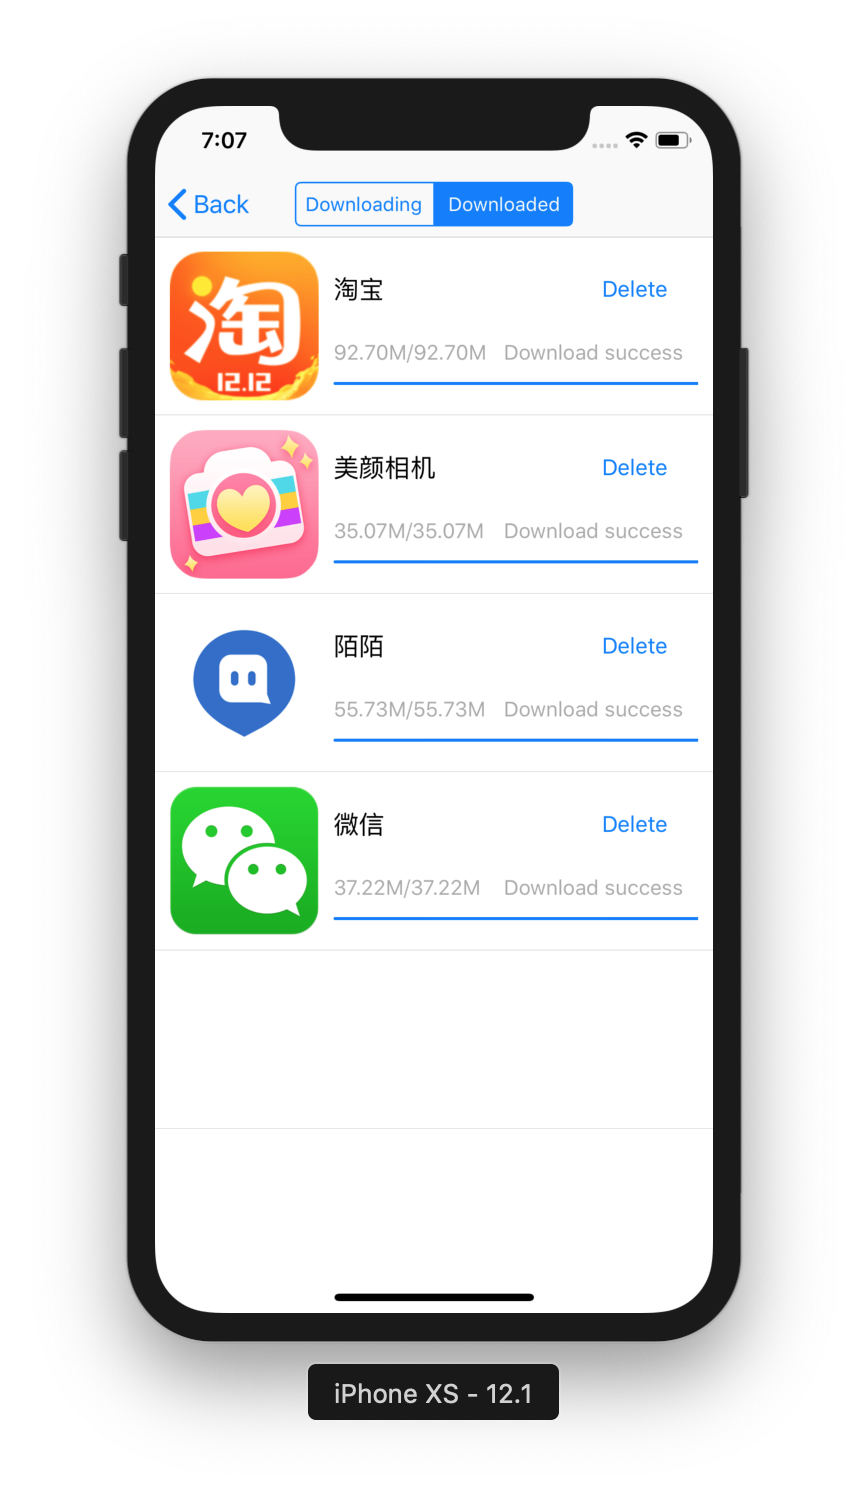 7:07
Back
Downloading
Downloaded
淘
12.12
淘宝
Delete
92.70M/92.70M Download success
美颜相机
Delete
35.07M/35.07M Download success
陌陌
Delete
55.73M/55.73M Download success
微信
Delete
37.22M/37.22M Download success
iPhone XS - 12.1